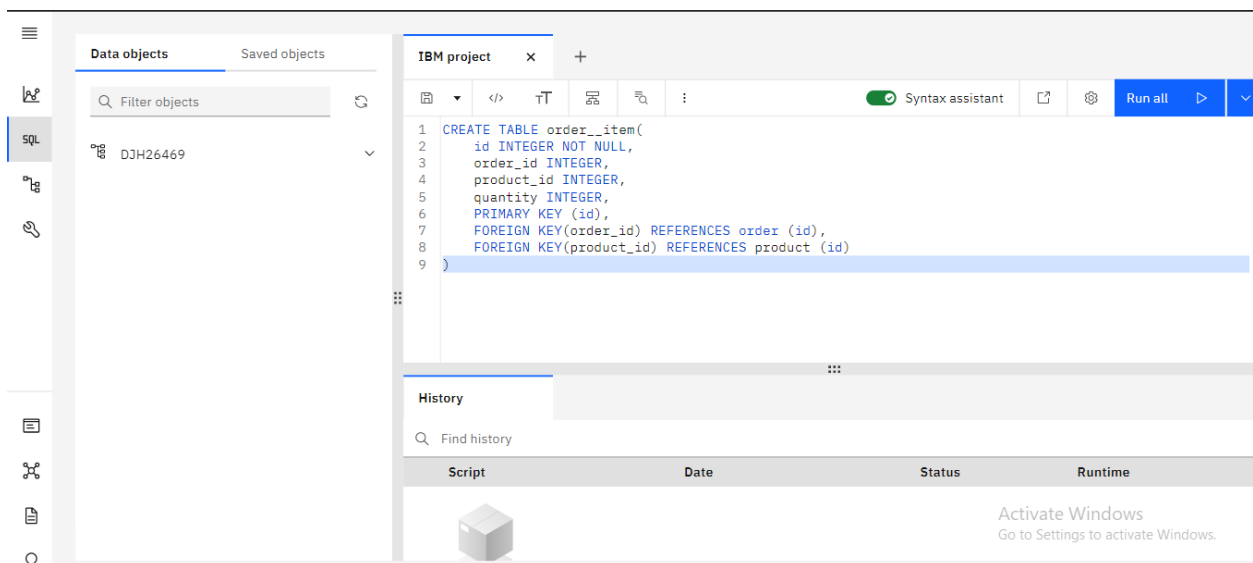 Data objects
Saved objects
IBM project
Filter objects
</>
TT
Syntax assistant
Run all
SQL
DJH26469
1 CREATE TABLE order__item(
2 id INTEGER NOT NULL,
3 order_id INTEGER,
4 product_id INTEGER,
5 quantity INTEGER,
6 PRIMARY KEY (id),
7 FOREIGN KEY(order_id) REFERENCES order (id),
8 FOREIGN KEY(product_id) REFERENCES product (id)
9 )
History
Find history
Script Date Status Runtime
Activate Windows
Go to Settings to activate Windows.